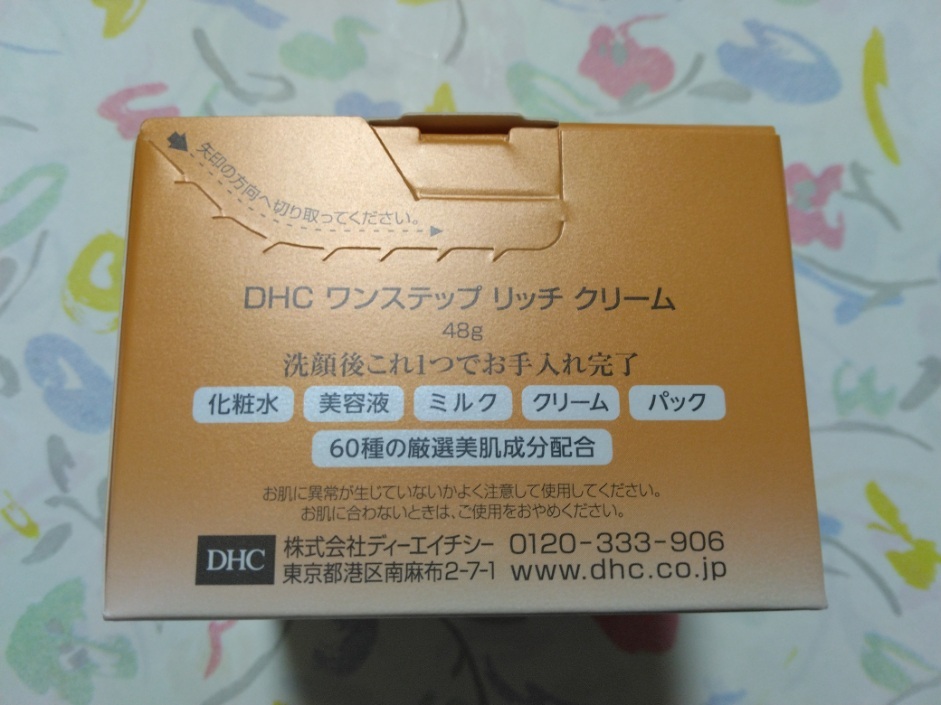 矢印の方向へ切り取ってください。
DHC ワンステップ リッチ クリーム
48g
洗顔後これ1つでお手入れ完了
化粧水 美容液 ミルク クリーム パック
60種の厳選美肌成分配合
お肌に異常が生じていないかよく注意して使用してください。
お肌に合わないときは、ご使用をおやめください。
DHC 株式会社ディーエイチシー 0120-333-906
東京都港区南麻布2-7-1 www.dhc.co.jp